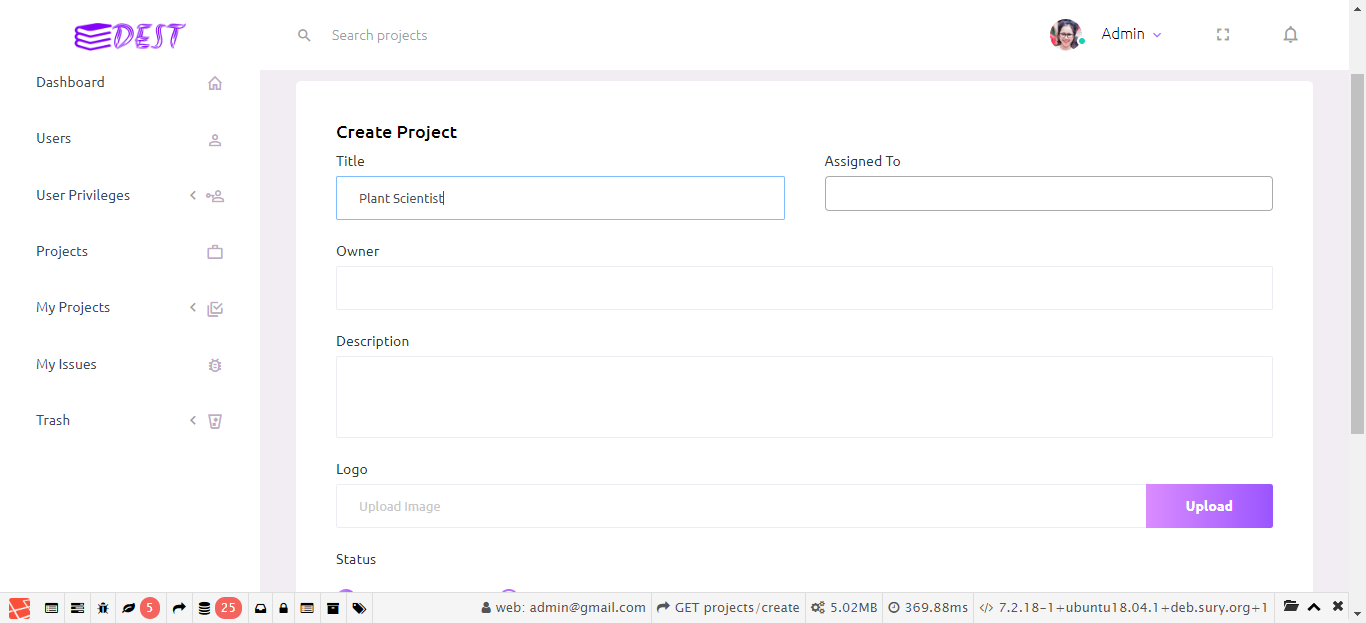 DEST
Search projects
Admin
Dashboard
Users
User Privileges
Projects
My Projects
My Issues
Trash
Create Project
Title
Assigned To
Plant Scientist
Owner
Description
Logo
Upload Image
Upload
Status
5
25
web: admin@gmail.com
GET projects/create
5.02MB
369.88ms
7.2.18-1+ubuntu18.04.1+deb.sury.org+1